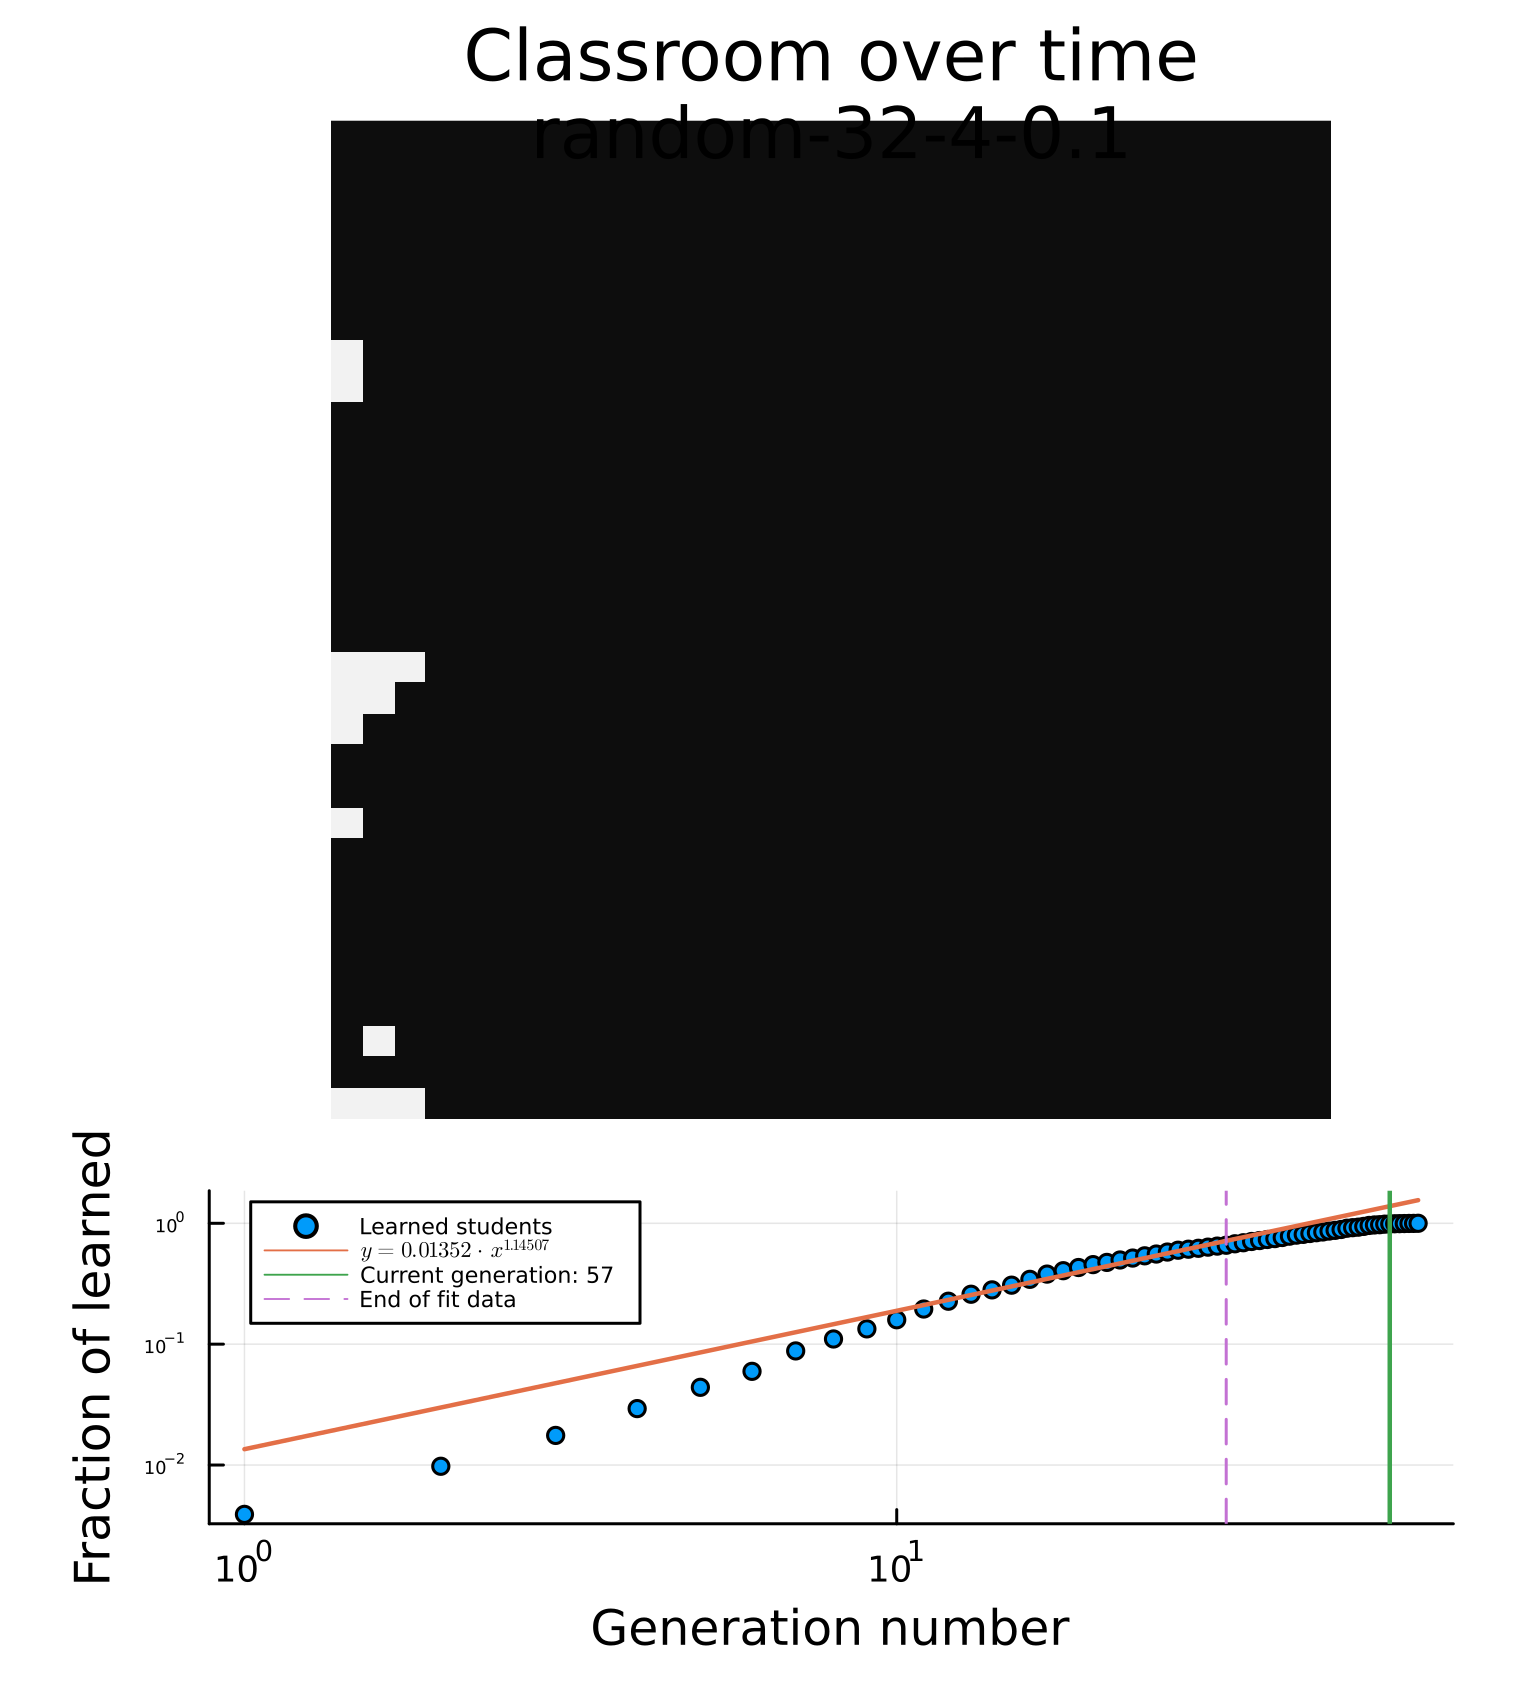 Classroom over time
random-32-4-0.1
Fraction of learned
10⁰
10⁻¹
10⁻²
Learned students
y = 0.01352 · x^1.14507
Current generation: 57
End of fit data
10⁰
10¹
Generation number